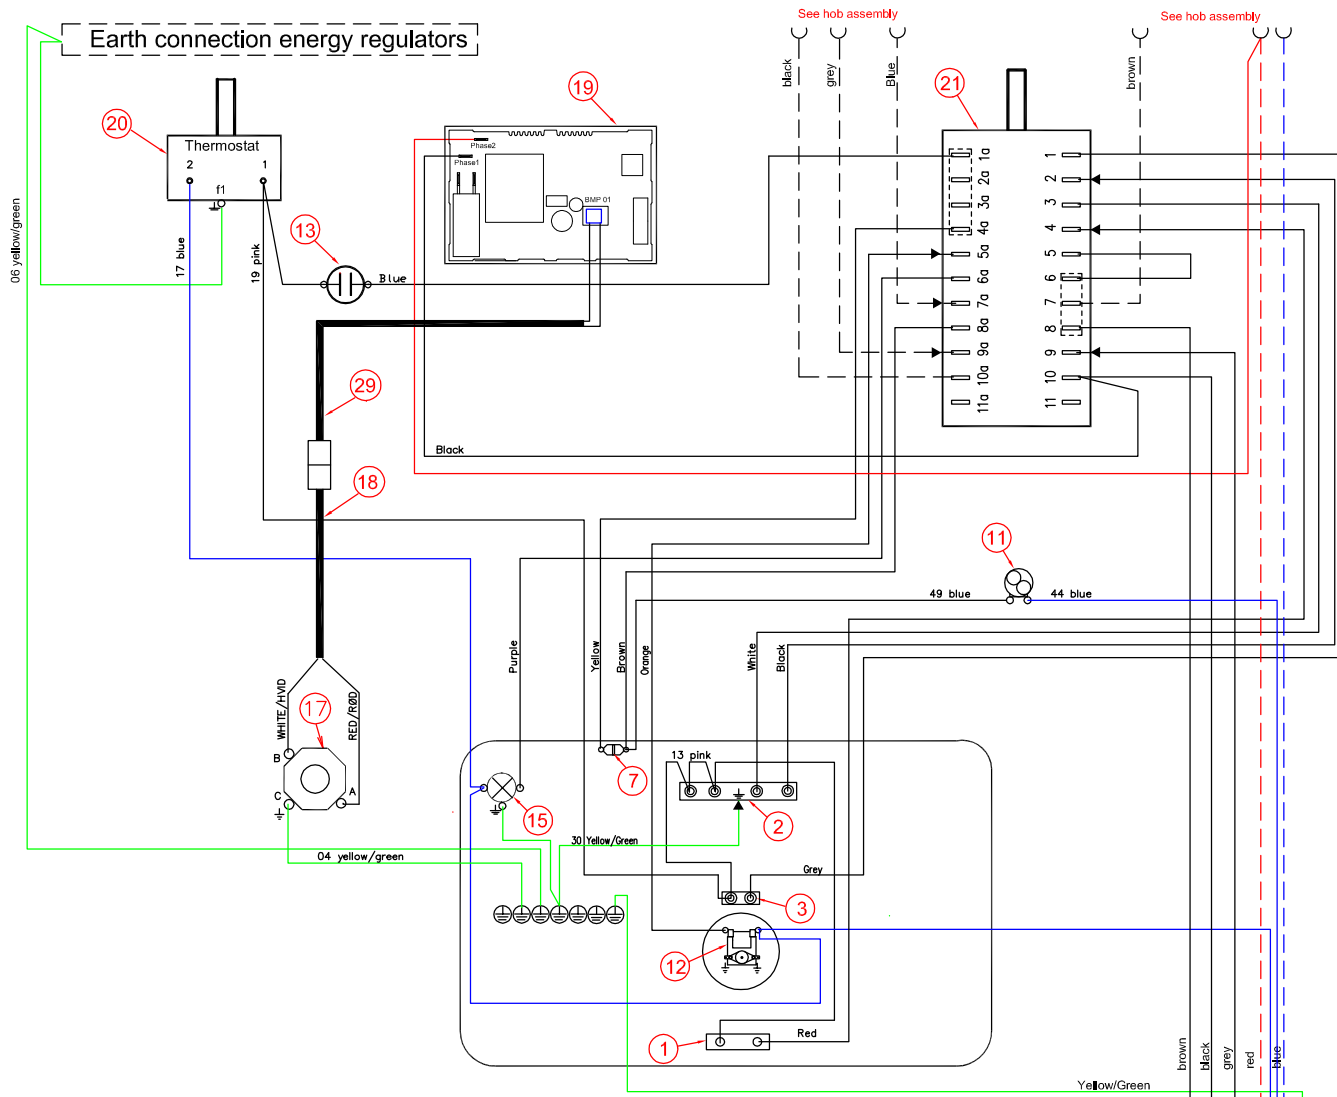 See hob assembly
See hob assembly
Earth connection energy regulators
black
grey
Blue
brown
21
19
20
Thermostat
2
1
f1
Phase2
Phase1
BMP 01
1a
2a
3a
4a
5a
6a
7a
8a
9a
10a
11a
1
2
3
4
5
6
7
8
9
10
11
06 yellow/green
17 blue
19 pink
13
Blue
29
Black
18
11
49 blue
44 blue
Purple
Yellow
Brown
Orange
White
Black
WHITE/HVID
17
RED/RØD
B
C
A
13 pink
7
15
2
30 Yellow/Green
04 yellow/green
Grey
3
12
1
Red
brown
black
grey
red
blue
Yellow/Green